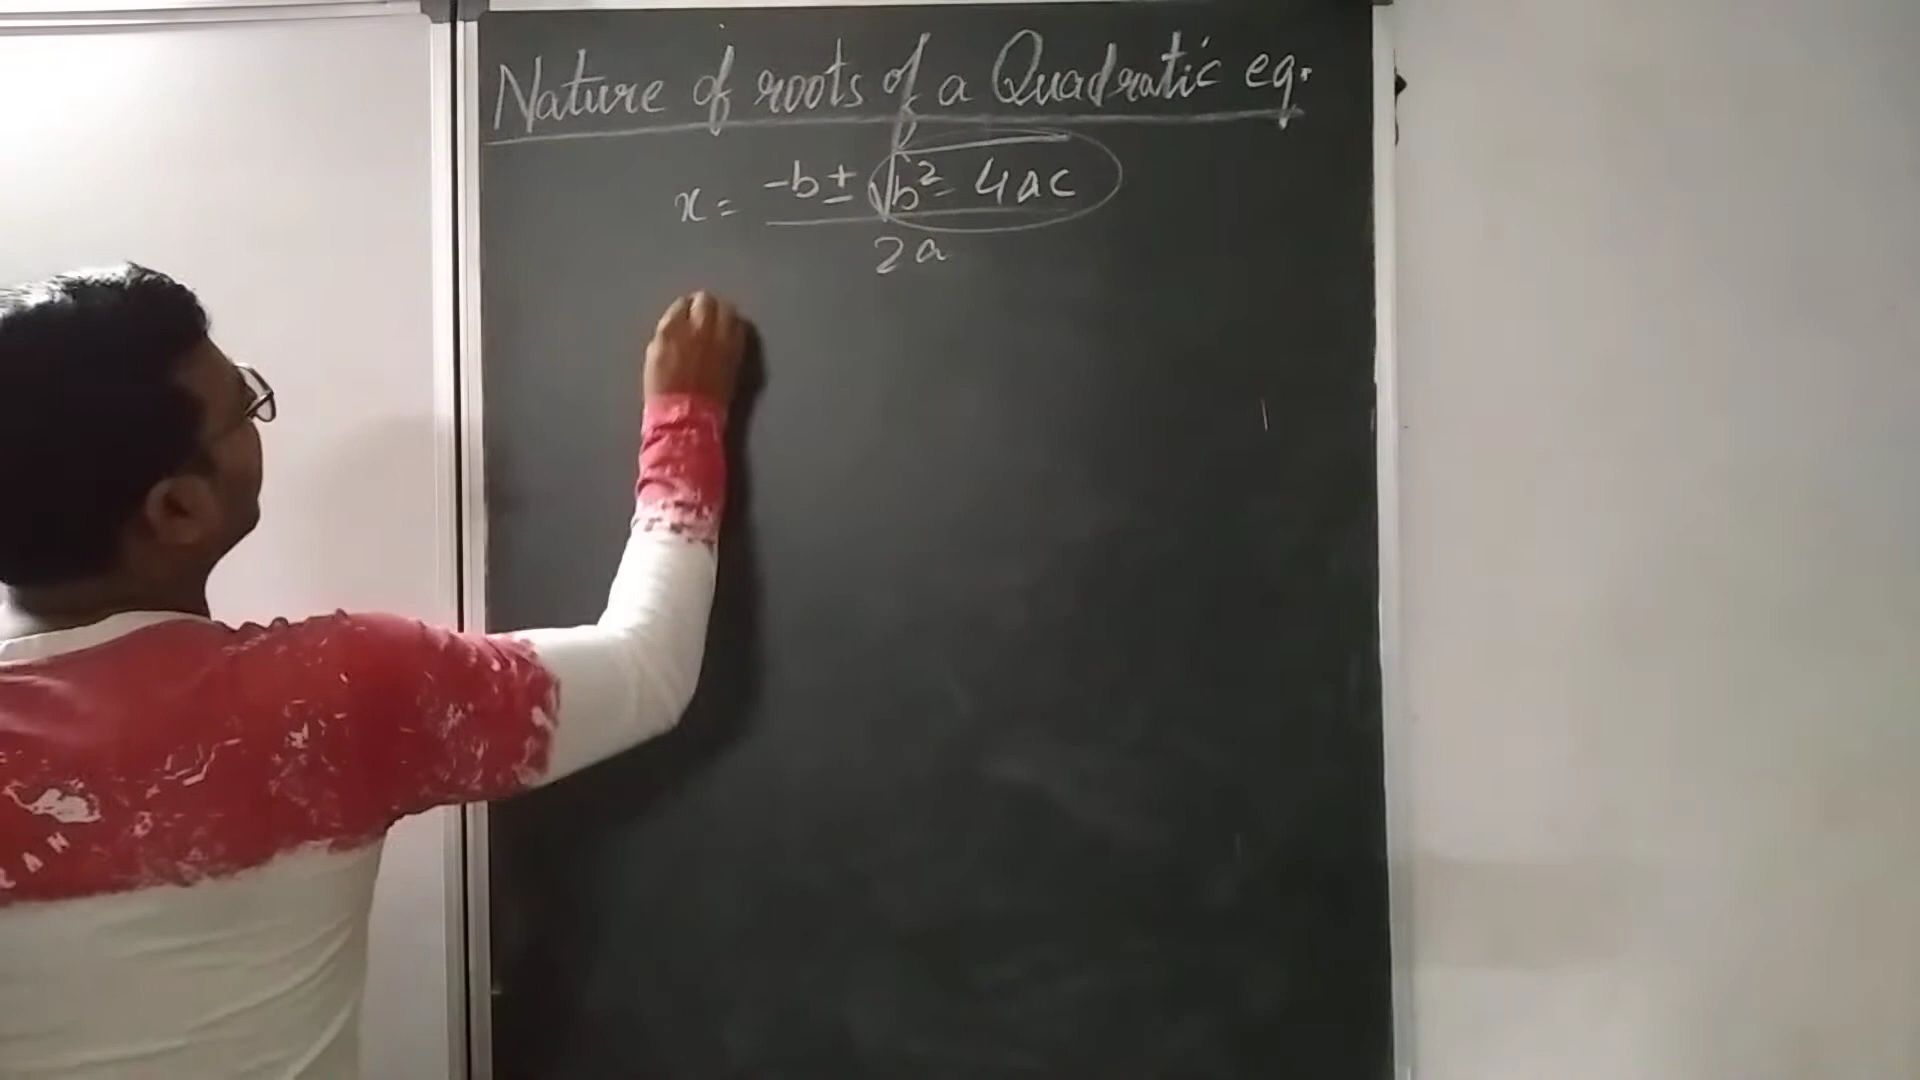 Nature of roots of a Quadratic eq.
x = -b ± √b² - 4ac
2a